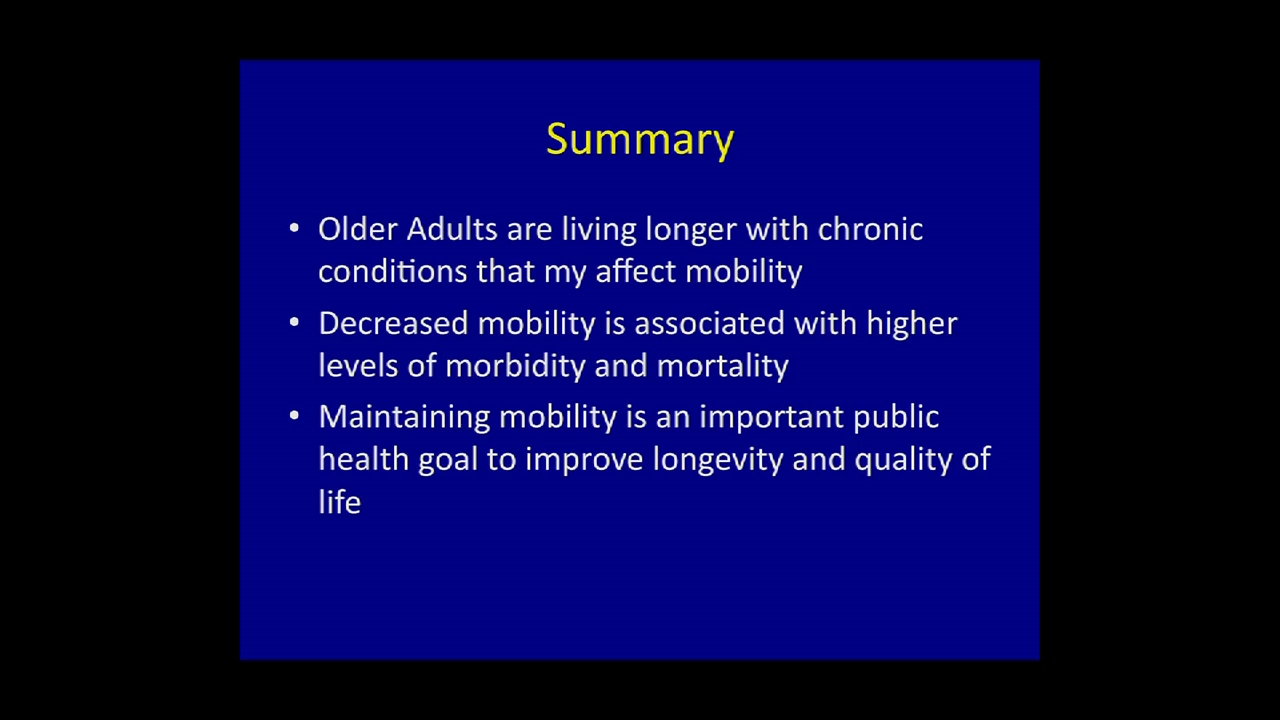 Summary
• Older Adults are living longer with chronic
conditions that my affect mobility
• Decreased mobility is associated with higher
levels of morbidity and mortality
• Maintaining mobility is an important public
health goal to improve longevity and quality of
life